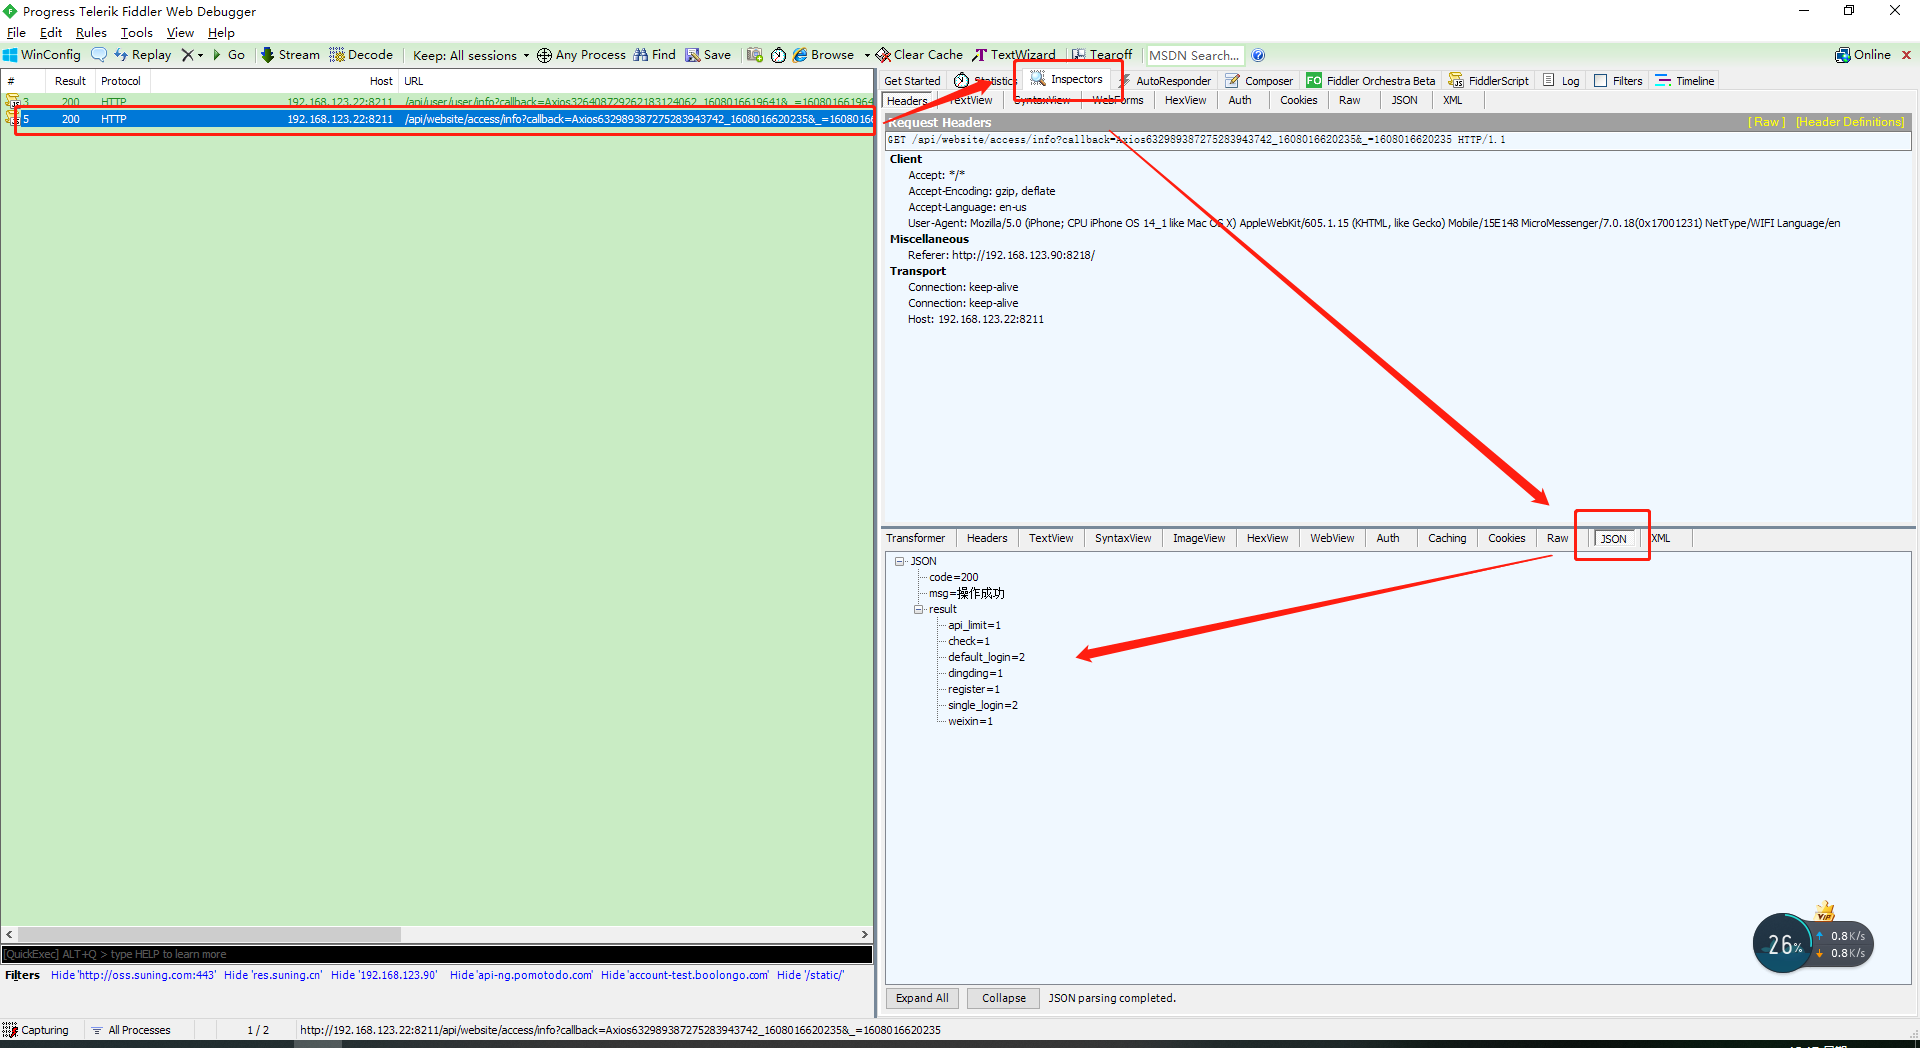 Progress Telerik Fiddler Web Debugger
File Edit Rules Tools View Help
WinConfig Replay Go Stream Decode Keep: All sessions Any Process Find Save Browse Clear Cache TextWizard Tearoff MSDN Search... Online
# Result Protocol Host URL
3 200 HTTP 192.168.123.22:8211 /api/user/user/info?callback=Axios326408729262183124062_1608016619641&_=160801661964
5 200 HTTP 192.168.123.22:8211 /api/website/access/info?callback=Axios63298938727528394​3742_1608016620235&_=16080166
Get Started Statistics Inspectors AutoResponder Composer FO Fiddler Orchestra Beta FiddlerScript Log Filters Timeline
Headers TextView SyntaxView WebForms HexView Auth Cookies Raw JSON XML
Request Headers [ Raw ] [Header Definitions]
GET /api/website/access/info?callback=Axios632989387275283943742_1608016620235&_=1608016620235 HTTP/1.1
Client
Accept: */*
Accept-Encoding: gzip, deflate
Accept-Language: en-us
User-Agent: Mozilla/5.0 (iPhone; CPU iPhone OS 14_1 like Mac OS X) AppleWebKit/605.1.15 (KHTML, like Gecko) Mobile/15E148 MicroMessenger/7.0.18(0x17001231) NetType/WIFI Language/en
Miscellaneous
Referer: http://192.168.123.90:8218/
Transport
Connection: keep-alive
Connection: keep-alive
Host: 192.168.123.22:8211
Transformer Headers TextView SyntaxView ImageView HexView WebView Auth Caching Cookies Raw JSON XML
JSON
code=200
msg=操作成功
result
api_limit=1
check=1
default_login=2
dingding=1
register=1
single_login=2
weixin=1
VIP
26% 0.8K/s
0.8K/s
[QuickExec] ALT+Q > type HELP to learn more
Filters Hide 'http://oss.suning.com:443' Hide 'res.suning.cn' Hide '192.168.123.90' Hide 'api-ng.pomotodo.com' Hide 'account-test.boolongo.com' Hide '/static/'
Expand All Collapse JSON parsing completed.
Capturing All Processes 1 / 2 http://192.168.123.22:8211/api/website/access/info?callback=Axios632989387275283943742_1608016620235&_=1608016620235